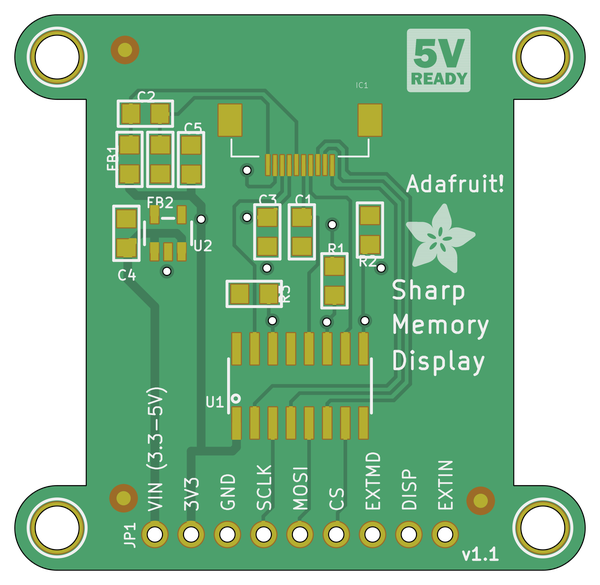 5V
READY
IC1
C2
C5
FB1
Adafruit!
FB2
C3
C1
U2
R1
R2
C4
R3
Sharp
Memory
Display
U1
VIN (3.3-5V)
3V3
GND
SCLK
MOSI
CS
EXTMD
DISP
EXTIN
JP1
v1.1